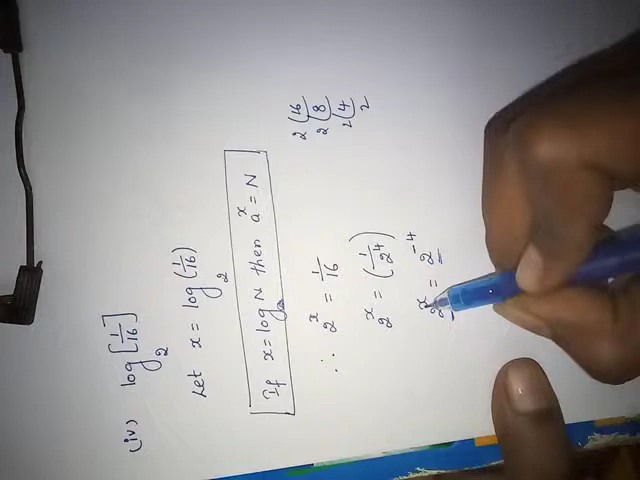 (iv) log₂[1/16]
Let x = log₂(1/16)
If x = logₐN then aˣ = N
∴ 2ˣ = 1/16
2ˣ = (1/2⁴)
2ˣ = 2⁻⁴
2 | 16
2 | 8
2 | 4
2